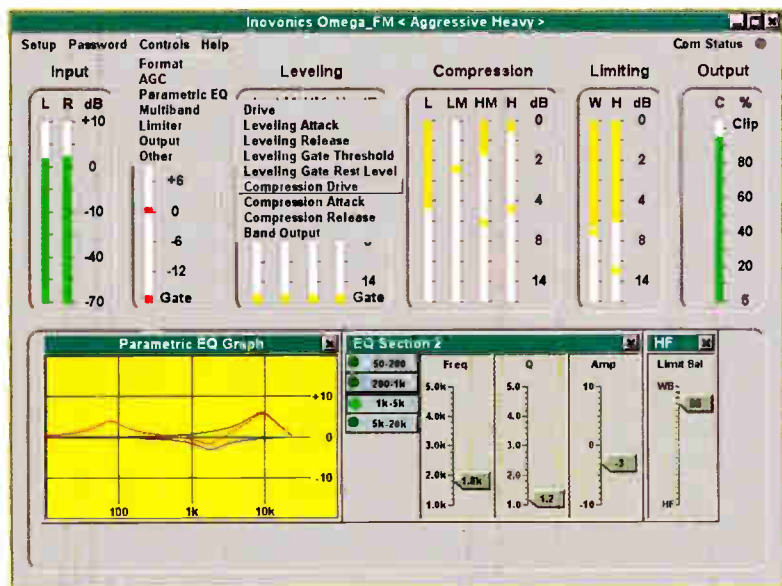 Inovonics Omega_FM < Aggressive Heavy >
Setup Password Controls Help
Com Status
Format
AGC
Parametric EQ
Multiband
Limiter
Output
Other
Drive
Leveling Attack
Leveling Release
Leveling Gate Threshold
Leveling Gate Rest Level
Compression Drive
Compression Attack
Compression Release
Band Output
Input
L R dB
+10
0
-10
-40
-70
+6
0
-6
-12
Gate
Leveling
14
Gate
Compression
L LM HM H dB
0
2
4
8
14
Limiting
W H dB
0
2
4
8
14
Output
C %
Clip
80
60
40
20
Parametric EQ Graph
+10
0
-10
100 1k 10k
EQ Section 2
50-200
200-1k
1k-5k
5k-20k
Freq
5.0k
4.0k
3.0k
2.0k
1.0k
1.8k
Q
5.0
4.0
3.0
2.0
1.0
1.2
Amp
10
0
-10
-3
HF
Limit Bal
WB
HF